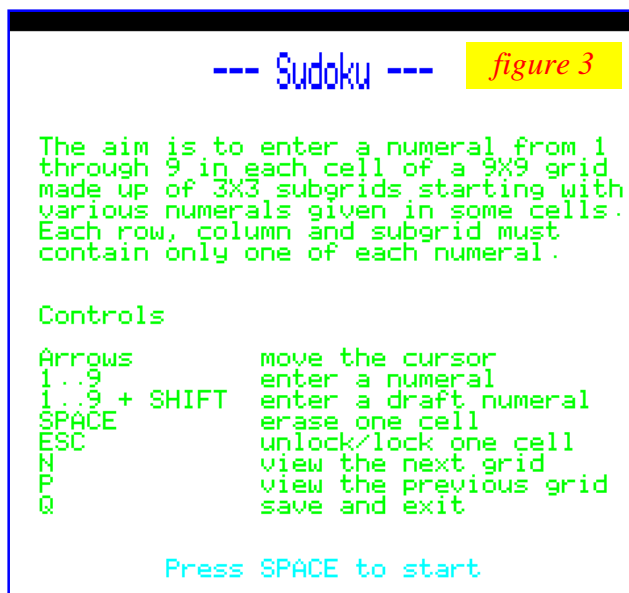 --- Sudoku ---
figure 3
The aim is to enter a numeral from 1
through 9 in each cell of a 9X9 grid
made up of 3X3 subgrids starting with
various numerals given in some cells.
Each row, column and subgrid must
contain only one of each numeral.
Controls
Arrows move the cursor
1..9 enter a numeral
1..9 + SHIFT enter a draft numeral
SPACE erase one cell
ESC unlock/lock one cell
N view the next grid
P view the previous grid
Q save and exit
Press SPACE to start